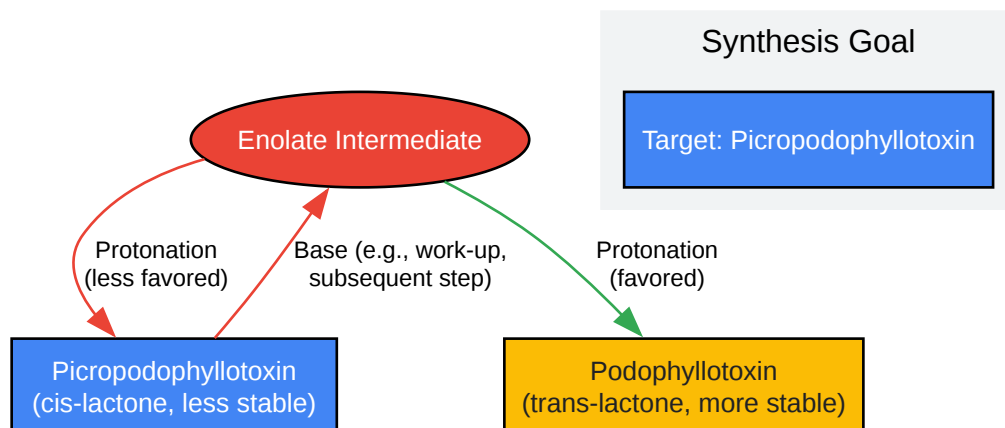 Synthesis Goal
Target: Picropodophyllotoxin
Enolate Intermediate
Protonation
(less favored)
Base (e.g., work-up,
subsequent step)
Protonation
(favored)
Picropodophyllotoxin
(cis-lactone, less stable)
Podophyllotoxin
(trans-lactone, more stable)